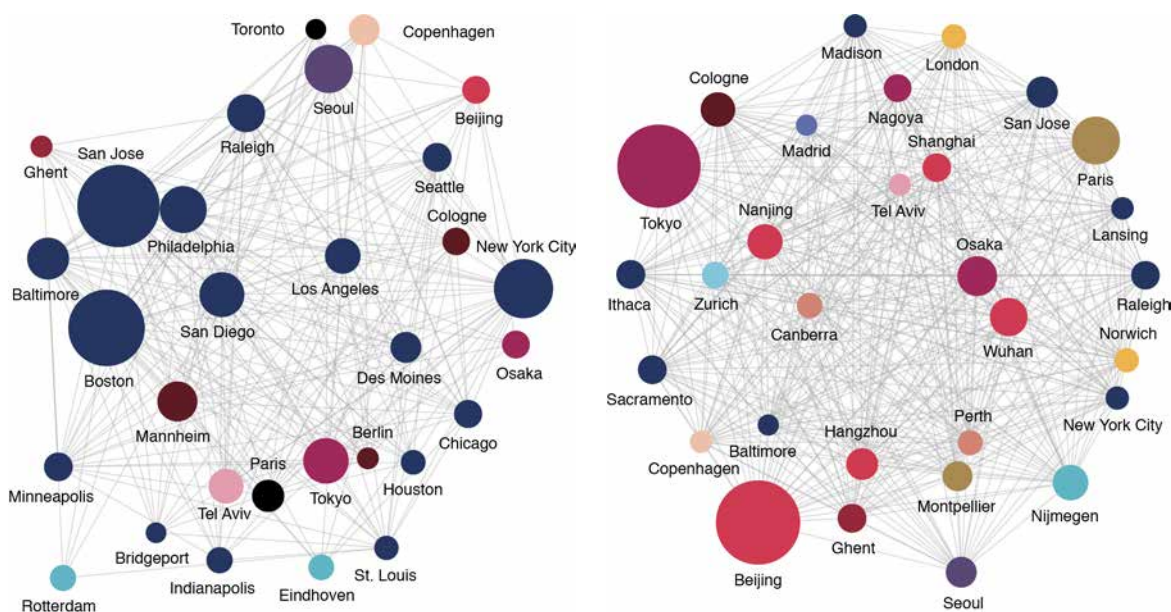 Toronto
Copenhagen
Seoul
Beijing
Raleigh
Ghent
San Jose
Seattle
Philadelphia
Cologne
New York City
Baltimore
Los Angeles
San Diego
Boston
Des Moines
Osaka
Mannheim
Chicago
Berlin
Paris
Minneapolis
Tel Aviv
Tokyo
Houston
Bridgeport
St. Louis
Indianapolis
Eindhoven
Rotterdam
Madison
London
Cologne
Nagoya
San Jose
Madrid
Shanghai
Paris
Tokyo
Tel Aviv
Nanjing
Lansing
Osaka
Ithaca
Zurich
Raleigh
Canberra
Wuhan
Norwich
Sacramento
New York City
Perth
Baltimore
Hangzhou
Copenhagen
Montpellier
Nijmegen
Ghent
Beijing
Seoul